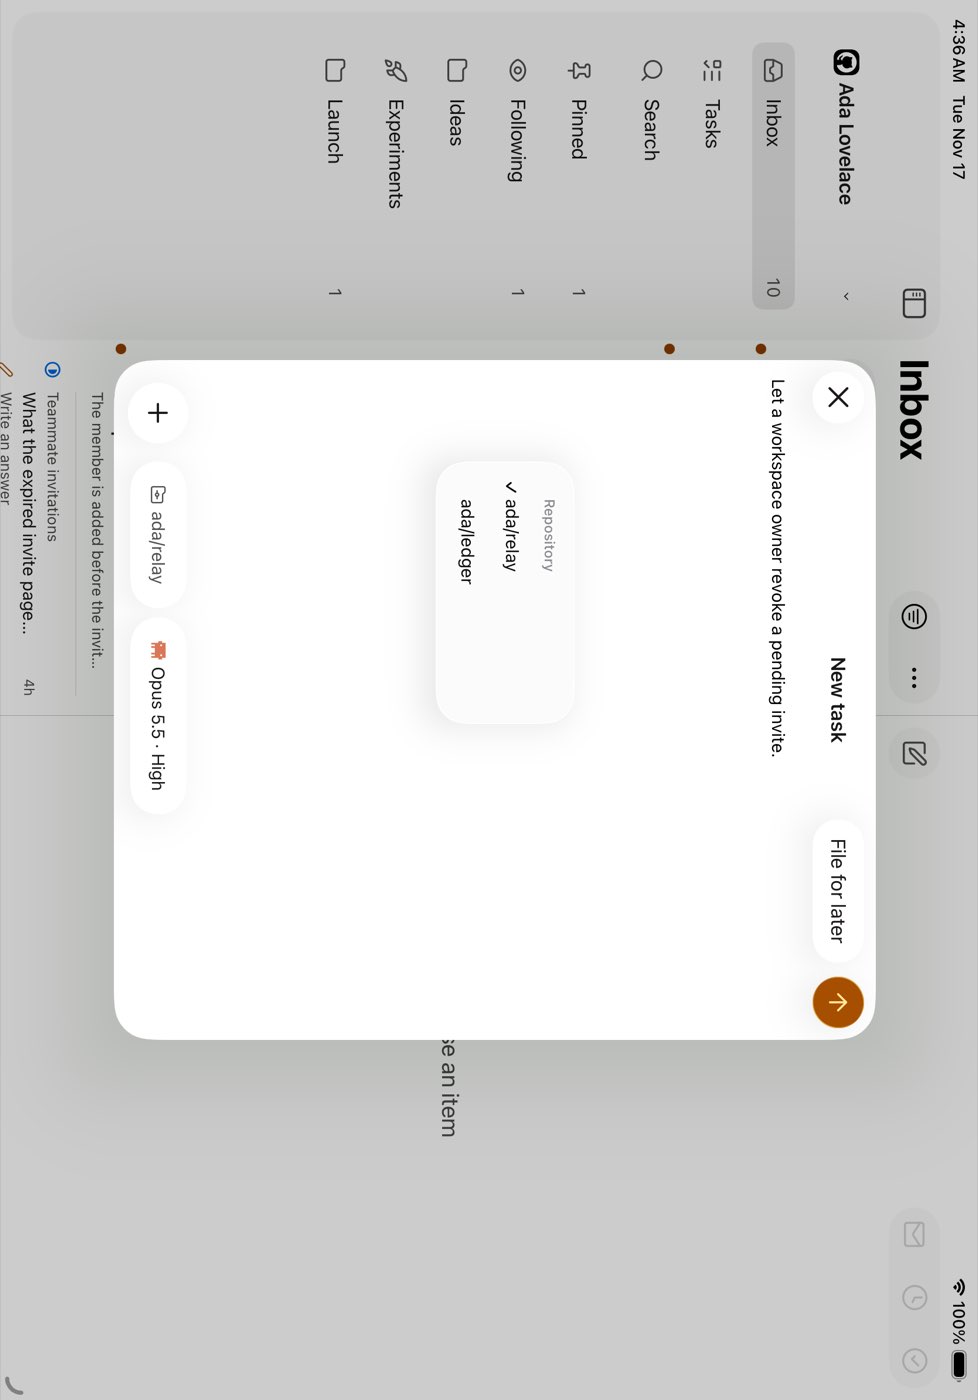 4:36 AM Tue Nov 17
100%
Ada Lovelace
Inbox 10
Tasks
Search
Pinned 1
Following 1
Ideas
Experiments
Launch 1
Inbox
New task
File for later
Let a workspace owner revoke a pending invite.
Repository
ada/relay
ada/ledger
ada/relay
Opus 5.5 · High
an item
The member is added before the invit...
Teammate invitations
What the expired invite page... 4h
Write an answer